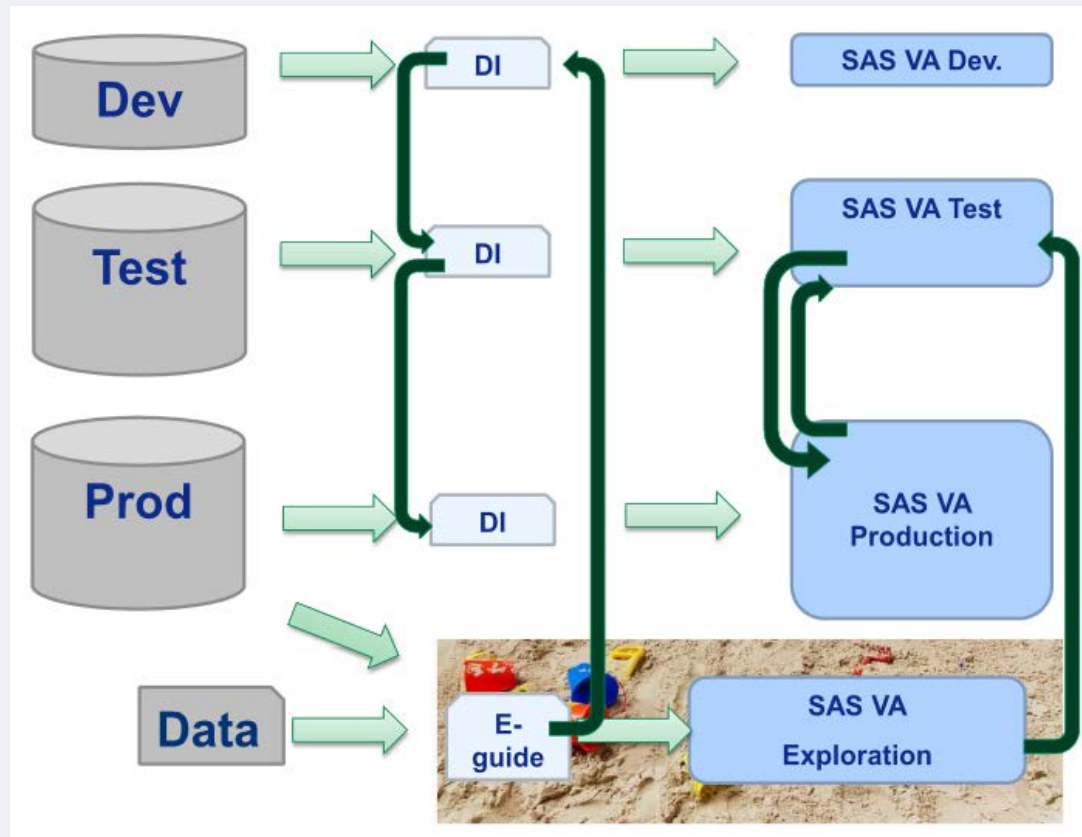 Dev
DI
SAS VA Dev.
Test
DI
SAS VA Test
Prod
DI
SAS VA
Production
Data
E-
guide
SAS VA
Exploration